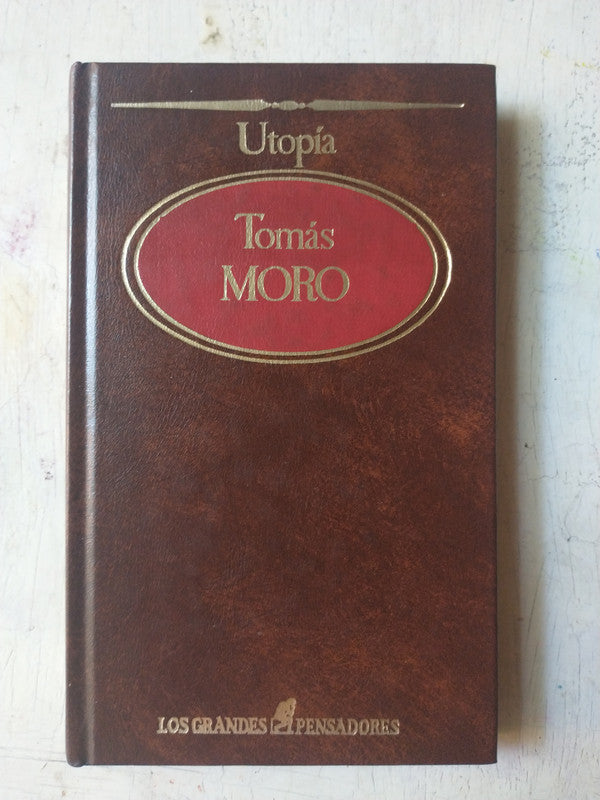 Utopía
Tomás
MORO
LOS GRANDES PENSADORES